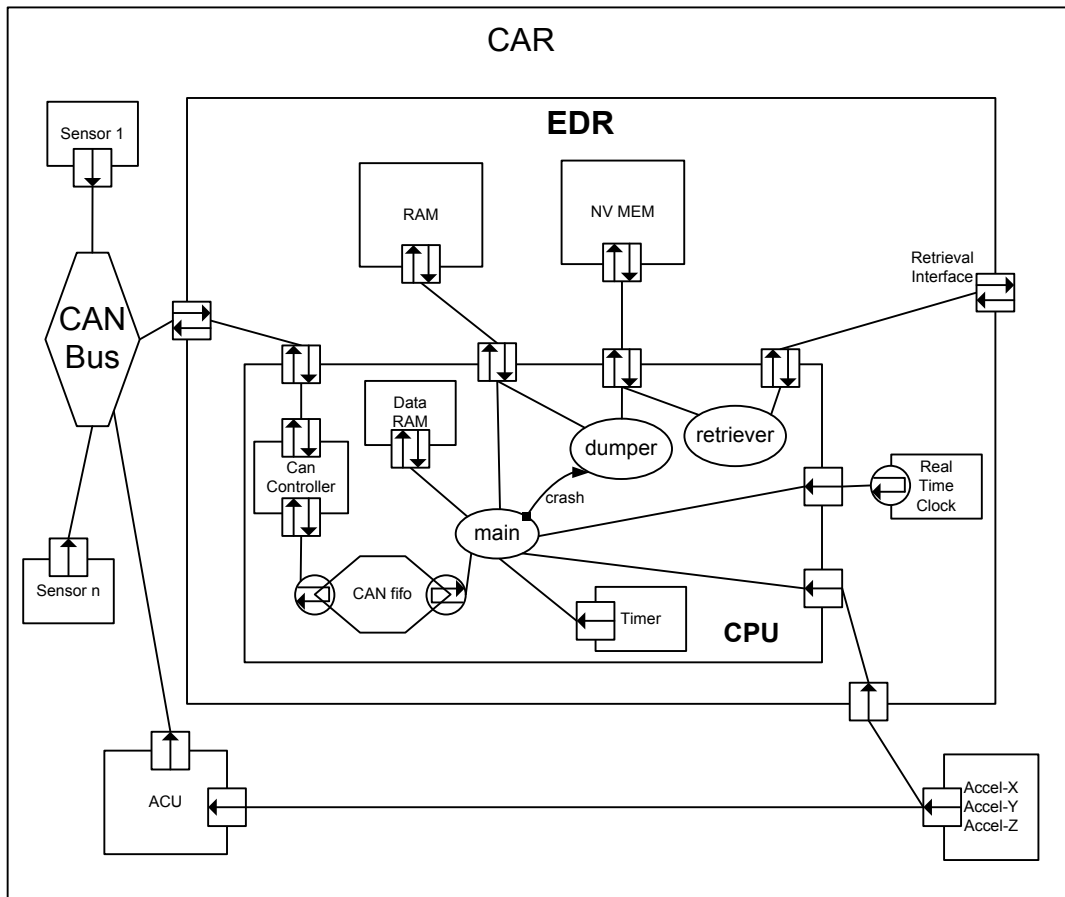 CAR
EDR
Sensor 1
RAM
NV MEM
Retrieval
Interface
CAN
Bus
Data
RAM
dumper
retriever
Can
Controller
crash
Real
Time
Clock
main
CAN fifo
Timer
CPU
Sensor n
ACU
Accel-X
Accel-Y
Accel-Z